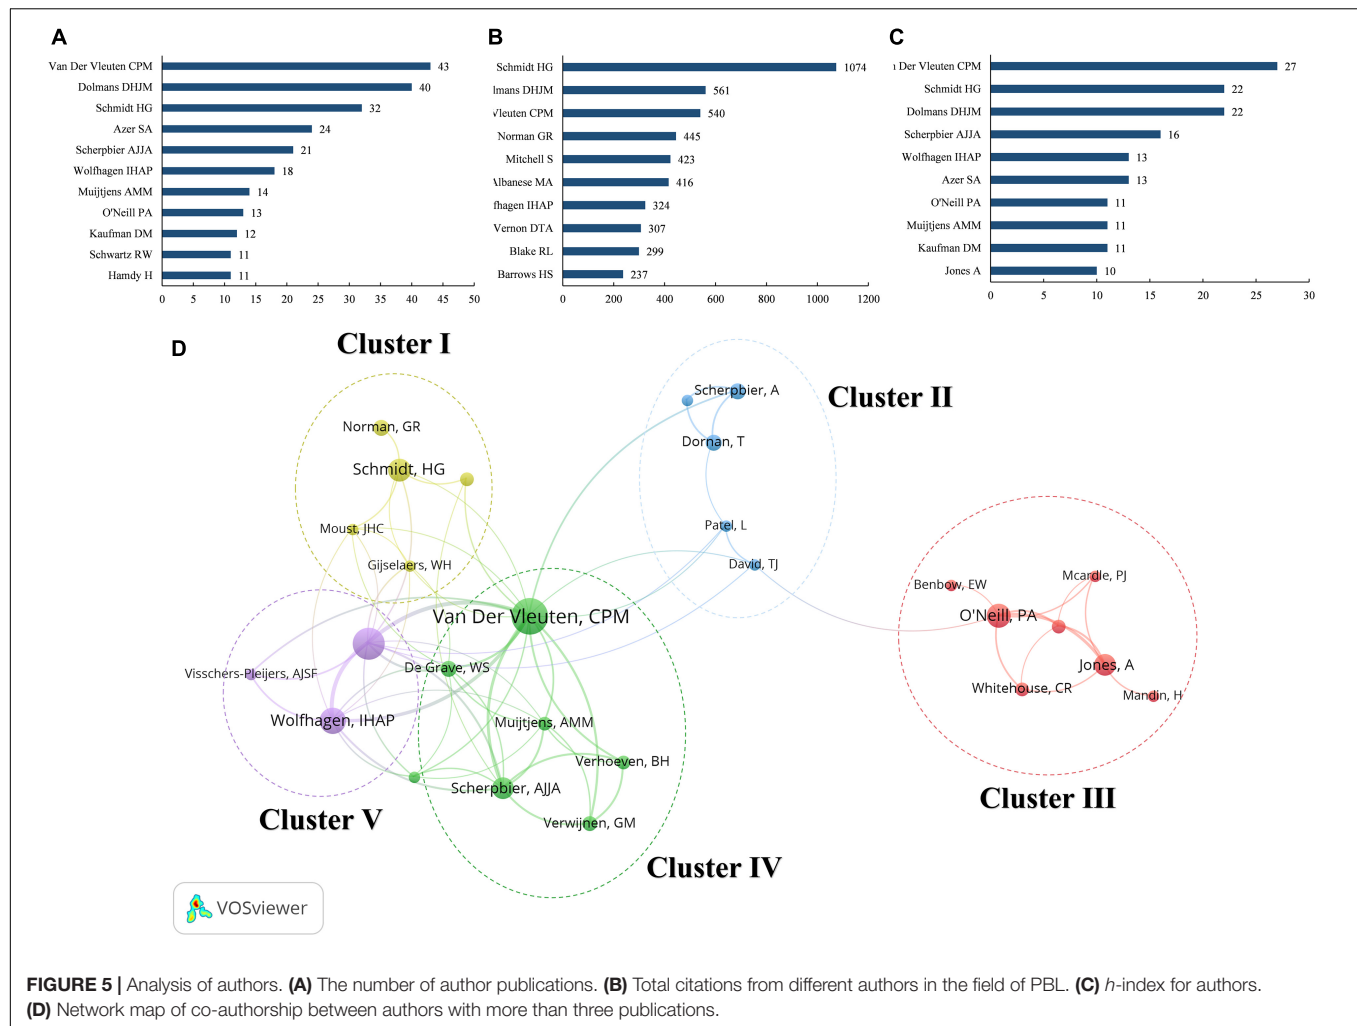 A
Van Der Vleuten CPM 43
Dolmans DHJM 40
Schmidt HG 32
Azer SA 24
Scherpbier AJJA 21
Wolfhagen IHAP 18
Muijtjens AMM 14
O'Neill PA 13
Kaufman DM 12
Schwartz RW 11
Hamdy H 11
0 5 10 15 20 25 30 35 40 45 50
B
Schmidt HG 1074
lmans DHJM 561
Vleuten CPM 540
Norman GR 445
Mitchell S 423
Albanese MA 416
fhagen IHAP 324
Vernon DTA 307
Blake RL 299
Barrows HS 237
0 200 400 600 800 1000 1200
C
ı Der Vleuten CPM 27
Schmidt HG 22
Dolmans DHJM 22
Scherpbier AJJA 16
Wolfhagen IHAP 13
Azer SA 13
O'Neill PA 11
Muijtjens AMM 11
Kaufman DM 11
Jones A 10
0 5 10 15 20 25 30
D
Cluster I
Norman, GR
Schmidt, HG
Moust, JHC
Gijselaers, WH
Cluster II
Scherpbier, A
Dornan, T
Patel, L
David, TJ
Benbow, EW
Mcardle, PJ
O'Neill, PA
Jones, A
Whitehouse, CR
Mandin, H
Cluster III
Van Der Vleuten, CPM
De Grave, WS
Muijtjens, AMM
Verhoeven, BH
Scherpbier, AJJA
Verwijnen, GM
Cluster IV
Visschers-Pleijers, AJSF
Wolfhagen, IHAP
Cluster V
VOSviewer
FIGURE 5 | Analysis of authors. (A) The number of author publications. (B) Total citations from different authors in the field of PBL. (C) h-index for authors.
(D) Network map of co-authorship between authors with more than three publications.